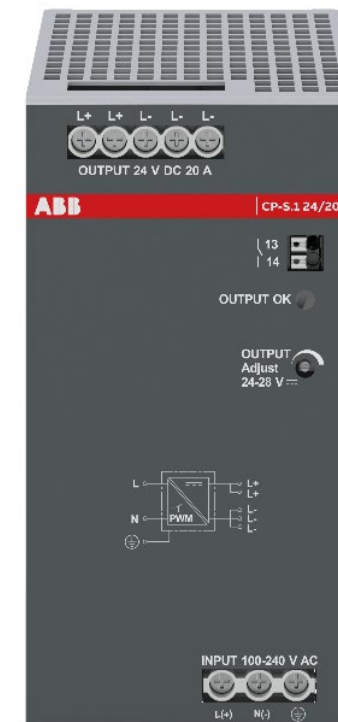 L+ L+ L- L- L-
OUTPUT 24 V DC 20 A
ABB
CP-S.1 24/20
13
14
OUTPUT OK
OUTPUT
Adjust
24-28 V
L
L+
L+
N
PWM
L-
L-
L-
INPUT 100-240 V AC
L(+) N(-)